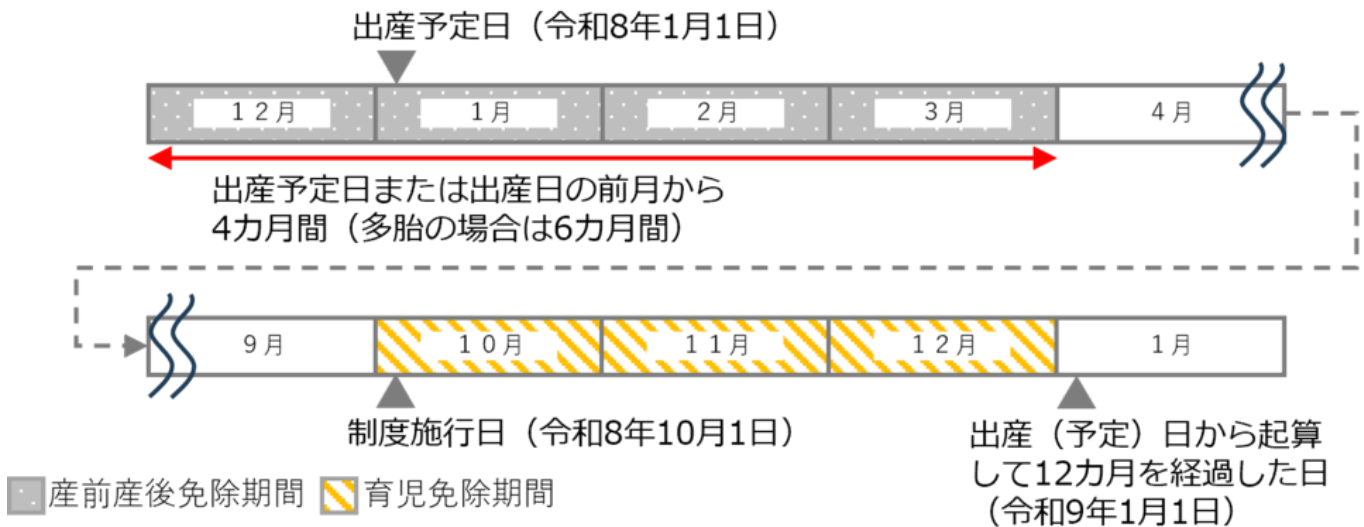 出産予定日（令和8年1月1日）
12月 1月 2月 3月 4月
出産予定日または出産日の前月から
4カ月間（多胎の場合は6カ月間）
9月 10月 11月 12月 1月
制度施行日（令和8年10月1日）
出産（予定）日から起算
して12カ月を経過した日
（令和9年1月1日）
産前産後免除期間 育児免除期間